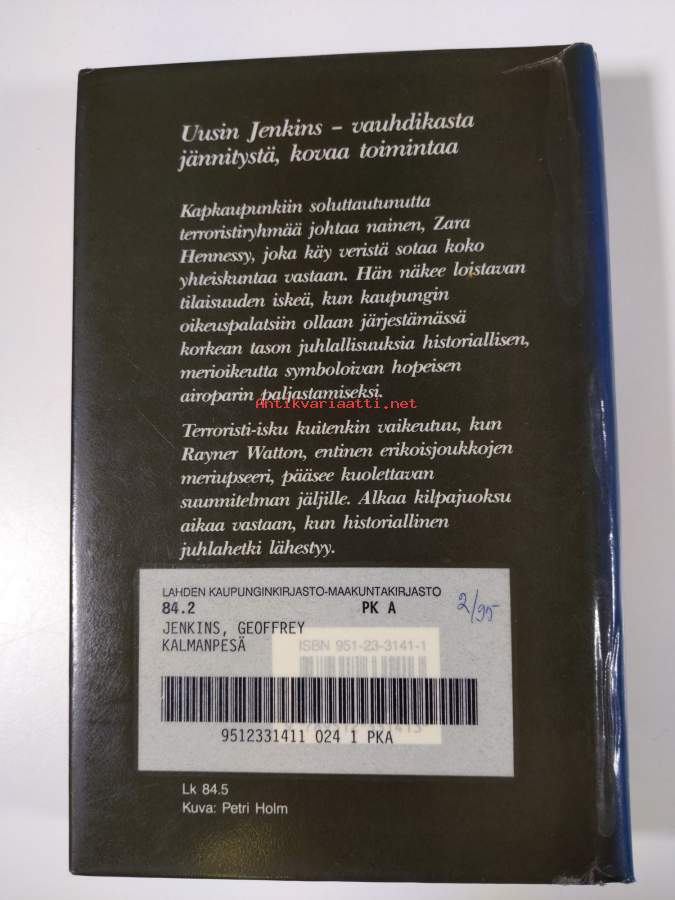 Uusin Jenkins – vauhdikasta
jännitystä, kovaa toimintaa
Kapkaupunkiin soluttautunutta
terroristiryhmää johtaa nainen, Zara
Hennessy, joka käy veristä sotaa koko
yhteiskuntaa vastaan. Hän näkee loistavan
tilaisuuden iskeä, kun kaupungin
oikeuspalatsiin ollaan järjestämässä
korkean tason juhlallisuuksia historiallisen,
merioikeutta symboloivan hopeisen
airoparin paljastamiseksi.
Antikvariaatti.net
Terroristi-isku kuitenkin vaikeutuu, kun
Rayner Watton, entinen erikoisjoukkojen
meriupseeri, pääsee kuolettavan
suunnitelman jäljille. Alkaa kilpajuoksu
aikaa vastaan, kun historiallinen
juhlahetki lähestyy.
LAHDEN KAUPUNGINKIRJASTO-MAAKUNTAKIRJASTO
84.2 PK A 2/95
JENKINS, GEOFFREY
KALMANPESÄ
ISBN 951-23-3141-1
9512331411 024 1 PKA
Lk 84.5
Kuva: Petri Holm